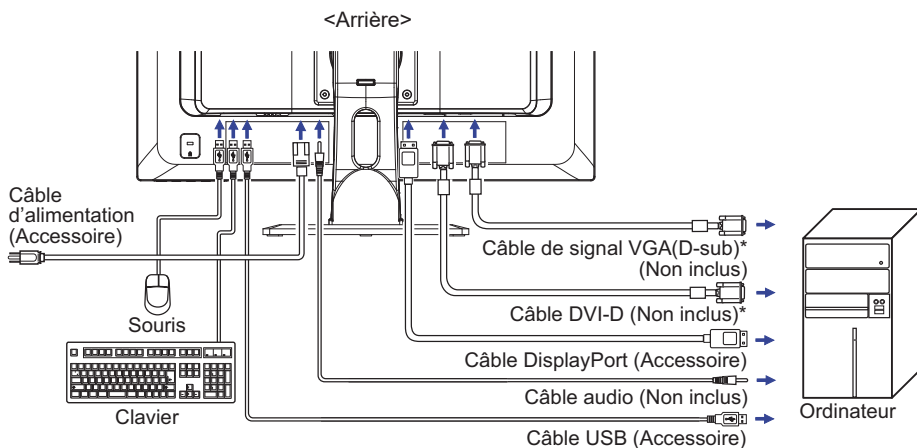 <Arrière>
Câble
d'alimentation
(Accessoire)
Souris
Clavier
Câble de signal VGA(D-sub)*
(Non inclus)
Câble DVI-D (Non inclus)*
Câble DisplayPort (Accessoire)
Câble audio (Non inclus)
Câble USB (Accessoire)
Ordinateur